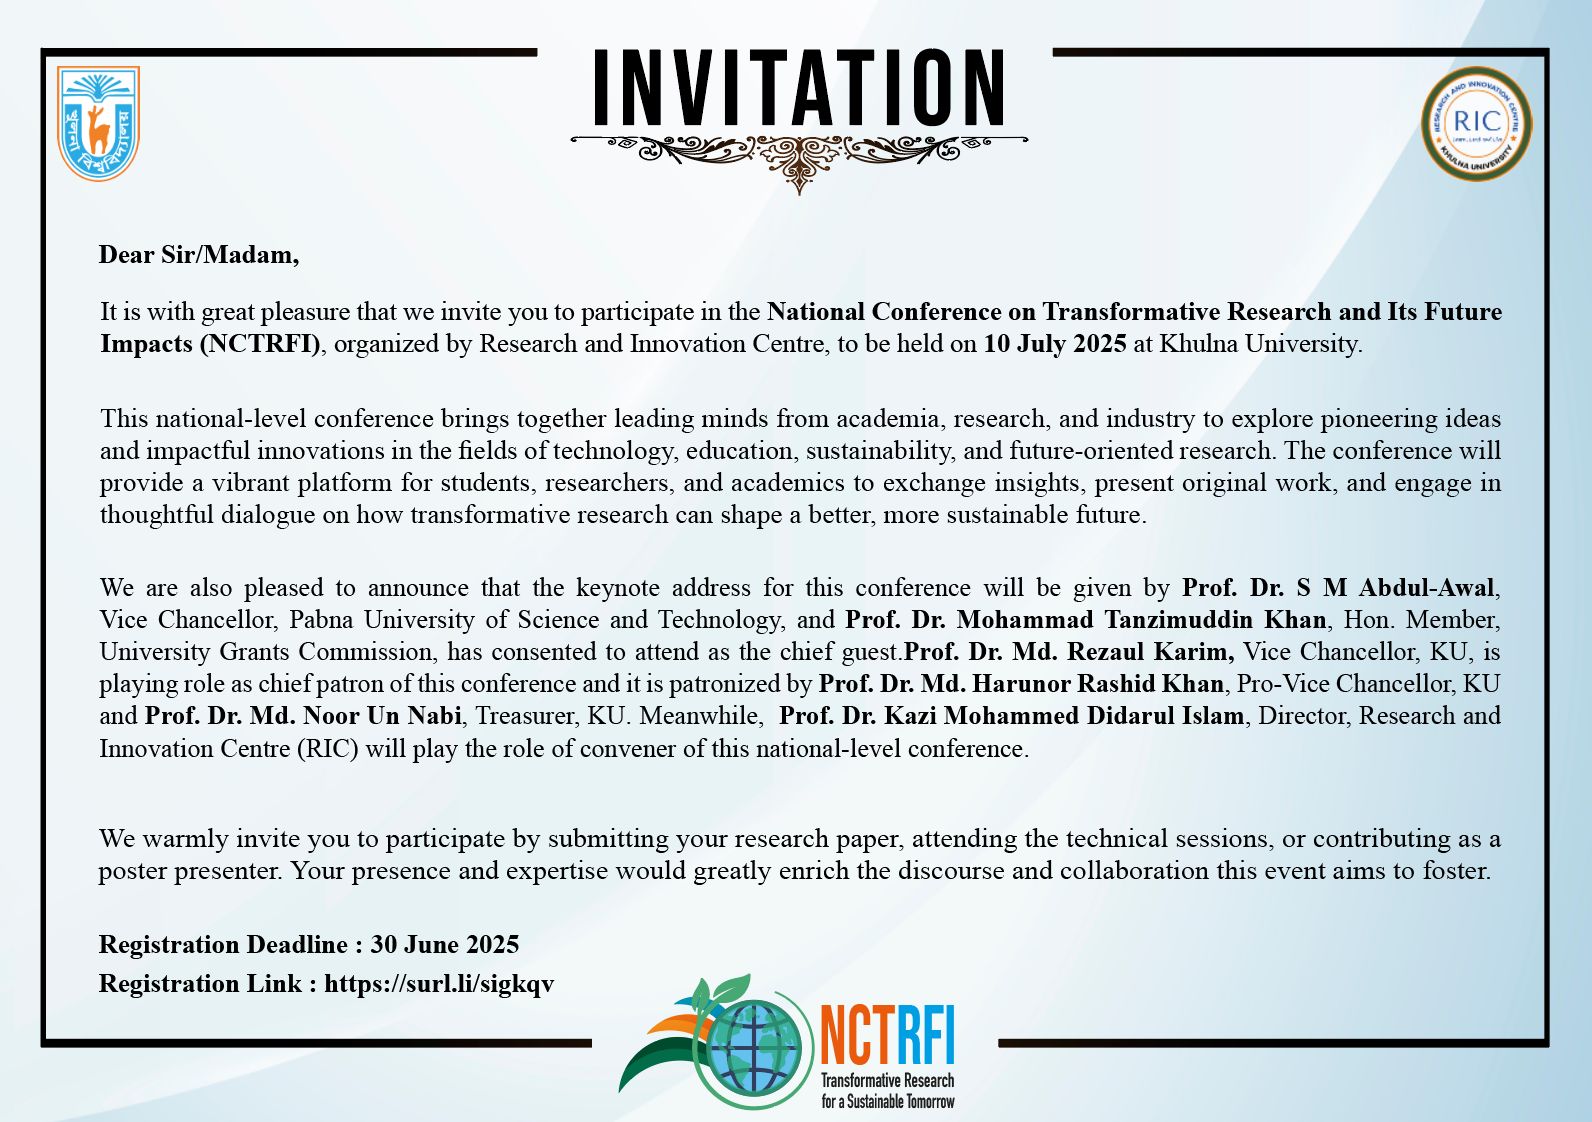 INVITATION
খুলনা বিশ্ববিদ্যালয়
RESEARCH AND INNOVATION CENTRE
RIC
KHULNA UNIVERSITY
Dear Sir/Madam,
It is with great pleasure that we invite you to participate in the National Conference on Transformative Research and Its Future
Impacts (NCTRFI), organized by Research and Innovation Centre, to be held on 10 July 2025 at Khulna University.
This national-level conference brings together leading minds from academia, research, and industry to explore pioneering ideas
and impactful innovations in the fields of technology, education, sustainability, and future-oriented research. The conference will
provide a vibrant platform for students, researchers, and academics to exchange insights, present original work, and engage in
thoughtful dialogue on how transformative research can shape a better, more sustainable future.
We are also pleased to announce that the keynote address for this conference will be given by Prof. Dr. S M Abdul-Awal,
Vice Chancellor, Pabna University of Science and Technology, and Prof. Dr. Mohammad Tanzimuddin Khan, Hon. Member,
University Grants Commission, has consented to attend as the chief guest.Prof. Dr. Md. Rezaul Karim, Vice Chancellor, KU, is
playing role as chief patron of this conference and it is patronized by Prof. Dr. Md. Harunor Rashid Khan, Pro-Vice Chancellor, KU
and Prof. Dr. Md. Noor Un Nabi, Treasurer, KU. Meanwhile, Prof. Dr. Kazi Mohammed Didarul Islam, Director, Research and
Innovation Centre (RIC) will play the role of convener of this national-level conference.
We warmly invite you to participate by submitting your research paper, attending the technical sessions, or contributing as a
poster presenter. Your presence and expertise would greatly enrich the discourse and collaboration this event aims to foster.
Registration Deadline : 30 June 2025
Registration Link : https://surl.li/sigkqv
NCTRFI
Transformative Research
for a Sustainable Tomorrow